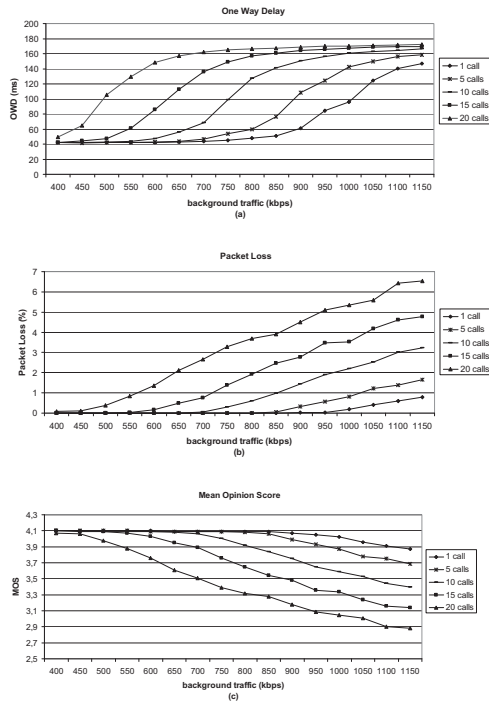 One Way Delay
200
180
160
140
120
100
80
60
40
20
0
OWD (ms)
400 450 500 550 600 650 700 750 800 850 900 950 1000 1050 1100 1150
background traffic (kbps)
(a)
1 call
5 calls
10 calls
15 calls
20 calls
Packet Loss
7
6
5
4
3
2
1
0
Packet Loss (%)
400 450 500 550 600 650 700 750 800 850 900 950 1000 1050 1100 1150
background traffic (kbps)
(b)
1 call
5 calls
10 calls
15 calls
20 calls
Mean Opinion Score
4,3
4,1
3,9
3,7
3,5
3,3
3,1
2,9
2,7
2,5
MOS
400 450 500 550 600 650 700 750 800 850 900 950 1000 1050 1100 1150
background traffic (kbps)
(c)
1 call
5 calls
10 calls
15 calls
20 calls